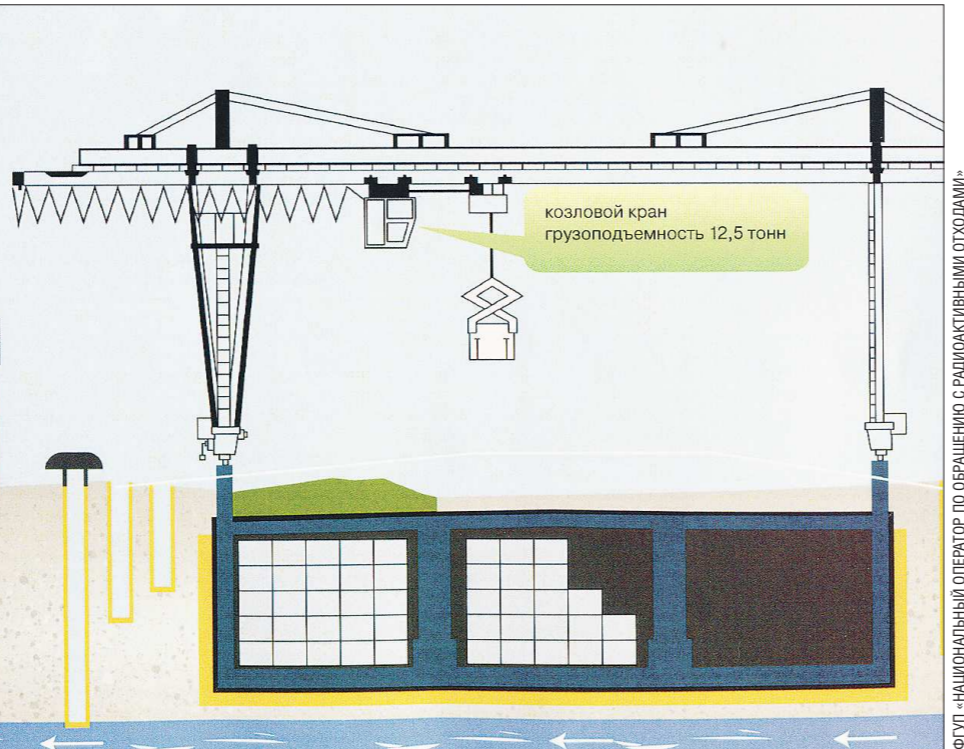 козловой кран
грузоподъемность 12,5 тонн
ФГУП «НАЦИОНАЛЬНЫЙ ОПЕРАТОР ПО ОБРАЩЕНИЮ С РАДИОАКТИВНЫМИ ОТХОДАМИ»